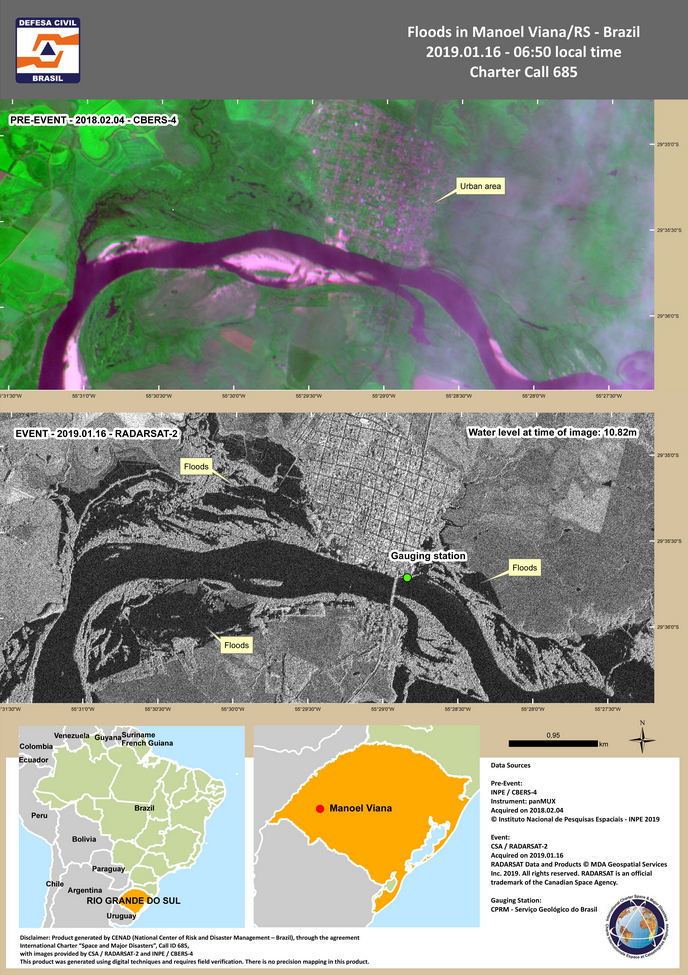 DEFESA CIVIL
BRASIL
Floods in Manoel Viana/RS - Brazil
2019.01.16 - 06:50 local time
Charter Call 685
PRE-EVENT - 2018.02.04 - CBERS-4
Urban area
29°35'0"S
29°35'30"S
29°36'0"S
55°31'30"W
55°31'0"W
55°30'30"W
55°30'0"W
55°29'30"W
55°29'0"W
55°28'30"W
55°28'0"W
55°27'30"W
EVENT - 2019.01.16 - RADARSAT-2
Water level at time of image: 10.82m
Floods
Gauging station
Floods
Floods
29°35'0"S
29°35'30"S
29°36'0"S
55°31'30"W
55°31'0"W
55°30'30"W
55°30'0"W
55°29'30"W
55°29'0"W
55°28'30"W
55°28'0"W
55°27'30"W
Venezuela
Guyana
Suriname
French Guiana
Colombia
Ecuador
Brazil
Peru
Bolivia
Paraguay
Chile
Argentina
RIO GRANDE DO SUL
Uruguay
Manoel Viana
0.95
km
N
Data Sources
Pre-Event:
INPE / CBERS-4
Instrument: panMUX
Acquired on 2018.02.04
© Instituto Nacional de Pesquisas Espaciais - INPE 2019
Event:
CSA / RADARSAT-2
Acquired on 2019.01.16
RADARSAT Data and Products © MDA Geospatial Services
Inc. 2019. All rights reserved. RADARSAT is an official
trademark of the Canadian Space Agency.
Gauging Station:
CPRM - Serviço Geológico do Brasil
Disclaimer: Product generated by CENAD (National Center of Risk and Disaster Management – Brazil), through the agreement
International Charter "Space and Major Disasters", Call ID 685,
with images provided by CSA / RADARSAT-2 and INPE / CBERS-4
This product was generated using digital techniques and requires field verification. There is no precision mapping in this product.